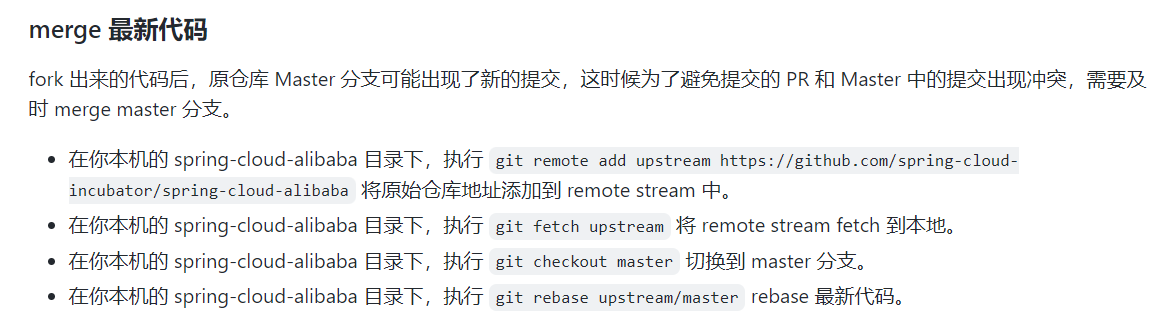 merge 最新代码
fork 出来的代码后，原仓库 Master 分支可能出现了新的提交，这时候为了避免提交的 PR 和 Master 中的提交出现冲突，需要及
时 merge master 分支。
• 在你本机的 spring-cloud-alibaba 目录下，执行 git remote add upstream https://github.com/spring-cloud-
incubator/spring-cloud-alibaba 将原始仓库地址添加到 remote stream 中。
• 在你本机的 spring-cloud-alibaba 目录下，执行 git fetch upstream 将 remote stream fetch 到本地。
• 在你本机的 spring-cloud-alibaba 目录下，执行 git checkout master 切换到 master 分支。
• 在你本机的 spring-cloud-alibaba 目录下，执行 git rebase upstream/master rebase 最新代码。